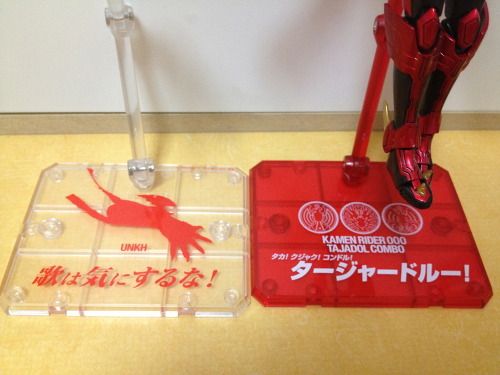 UNKH
歌は気にするな!
KAMEN RIDER OOO
TAJADOL COMBO
タカ! クジャク! コンドル!
タージャードルー!